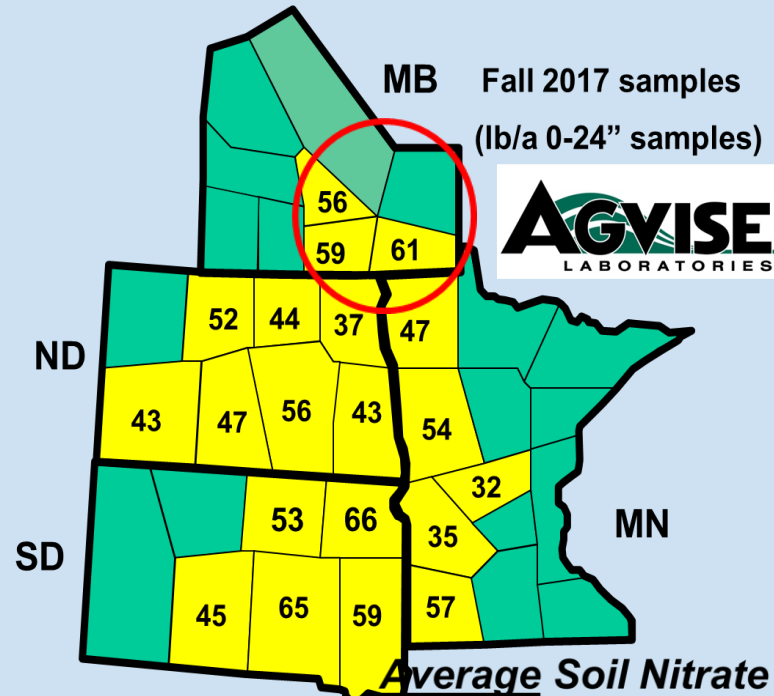 MB Fall 2017 samples
(lb/a 0-24” samples)
AGVISE
LABORATORIES
56
59 61
ND
52 44 37 47
43 47 56 43 54
32
SD
53 66 35
MN
45 65 59 57
Average Soil Nitrate